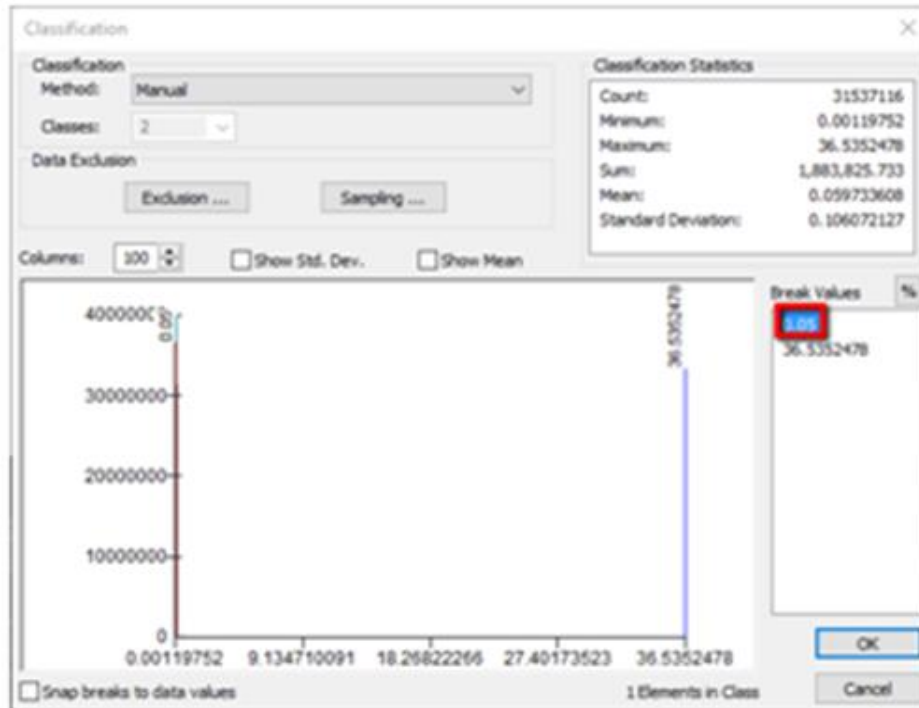 Classification
Classification
Method: Manual
Classes: 2
Data Exclusion
Exclusion ...
Sampling ...
Classification Statistics
Count: 31537116
Minimum: 0.00119752
Maximum: 36.5352478
Sum: 1,883,825.733
Mean: 0.059733608
Standard Deviation: 0.106072127
Columns: 100
Show Std. Dev.
Show Mean
Break Values %
36.5352478
0.05
36.5352478
30000000
20000000
10000000
0
0.00119752 9.134710091 18.26822266 27.40173523 36.5352478
Snap breaks to data values
1 Elements in Class
OK
Cancel